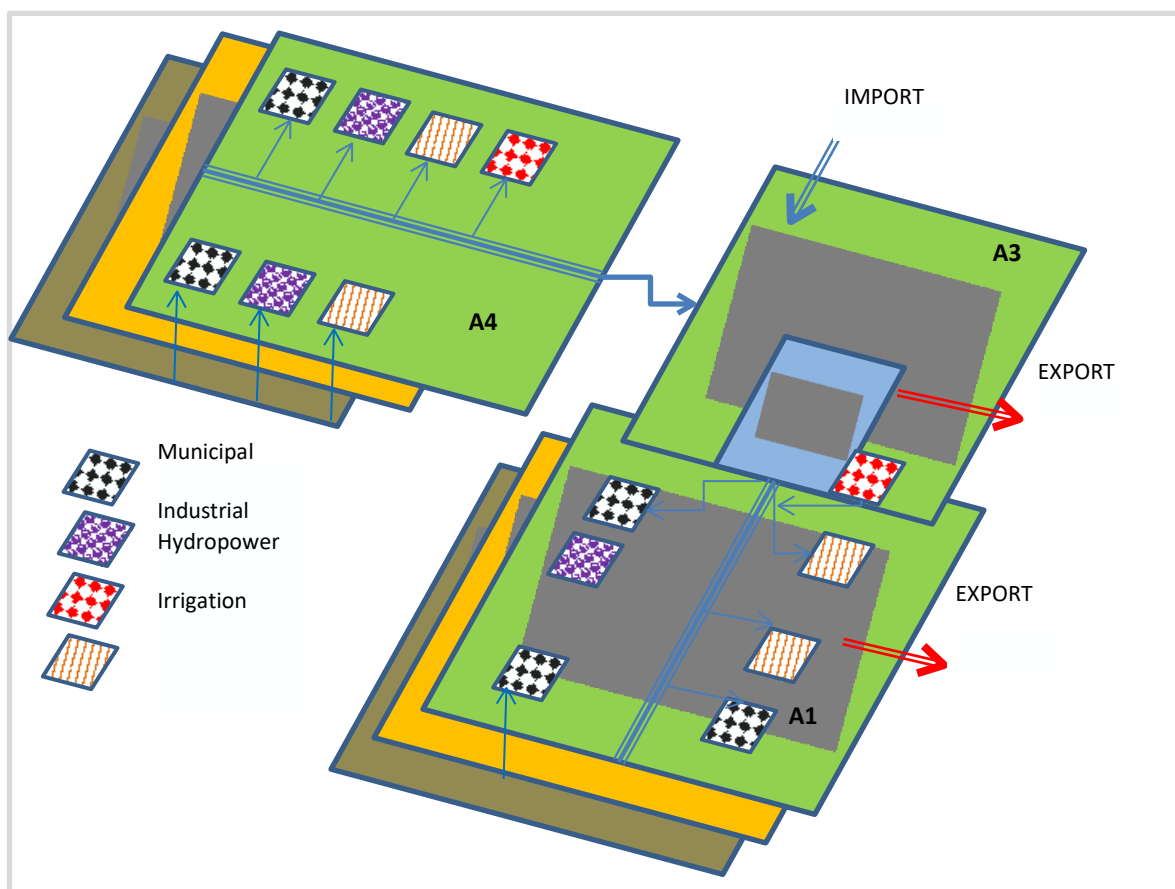 IMPORT
A3
A4
EXPORT
Municipal
Industrial
Hydropower
Irrigation
EXPORT
A1